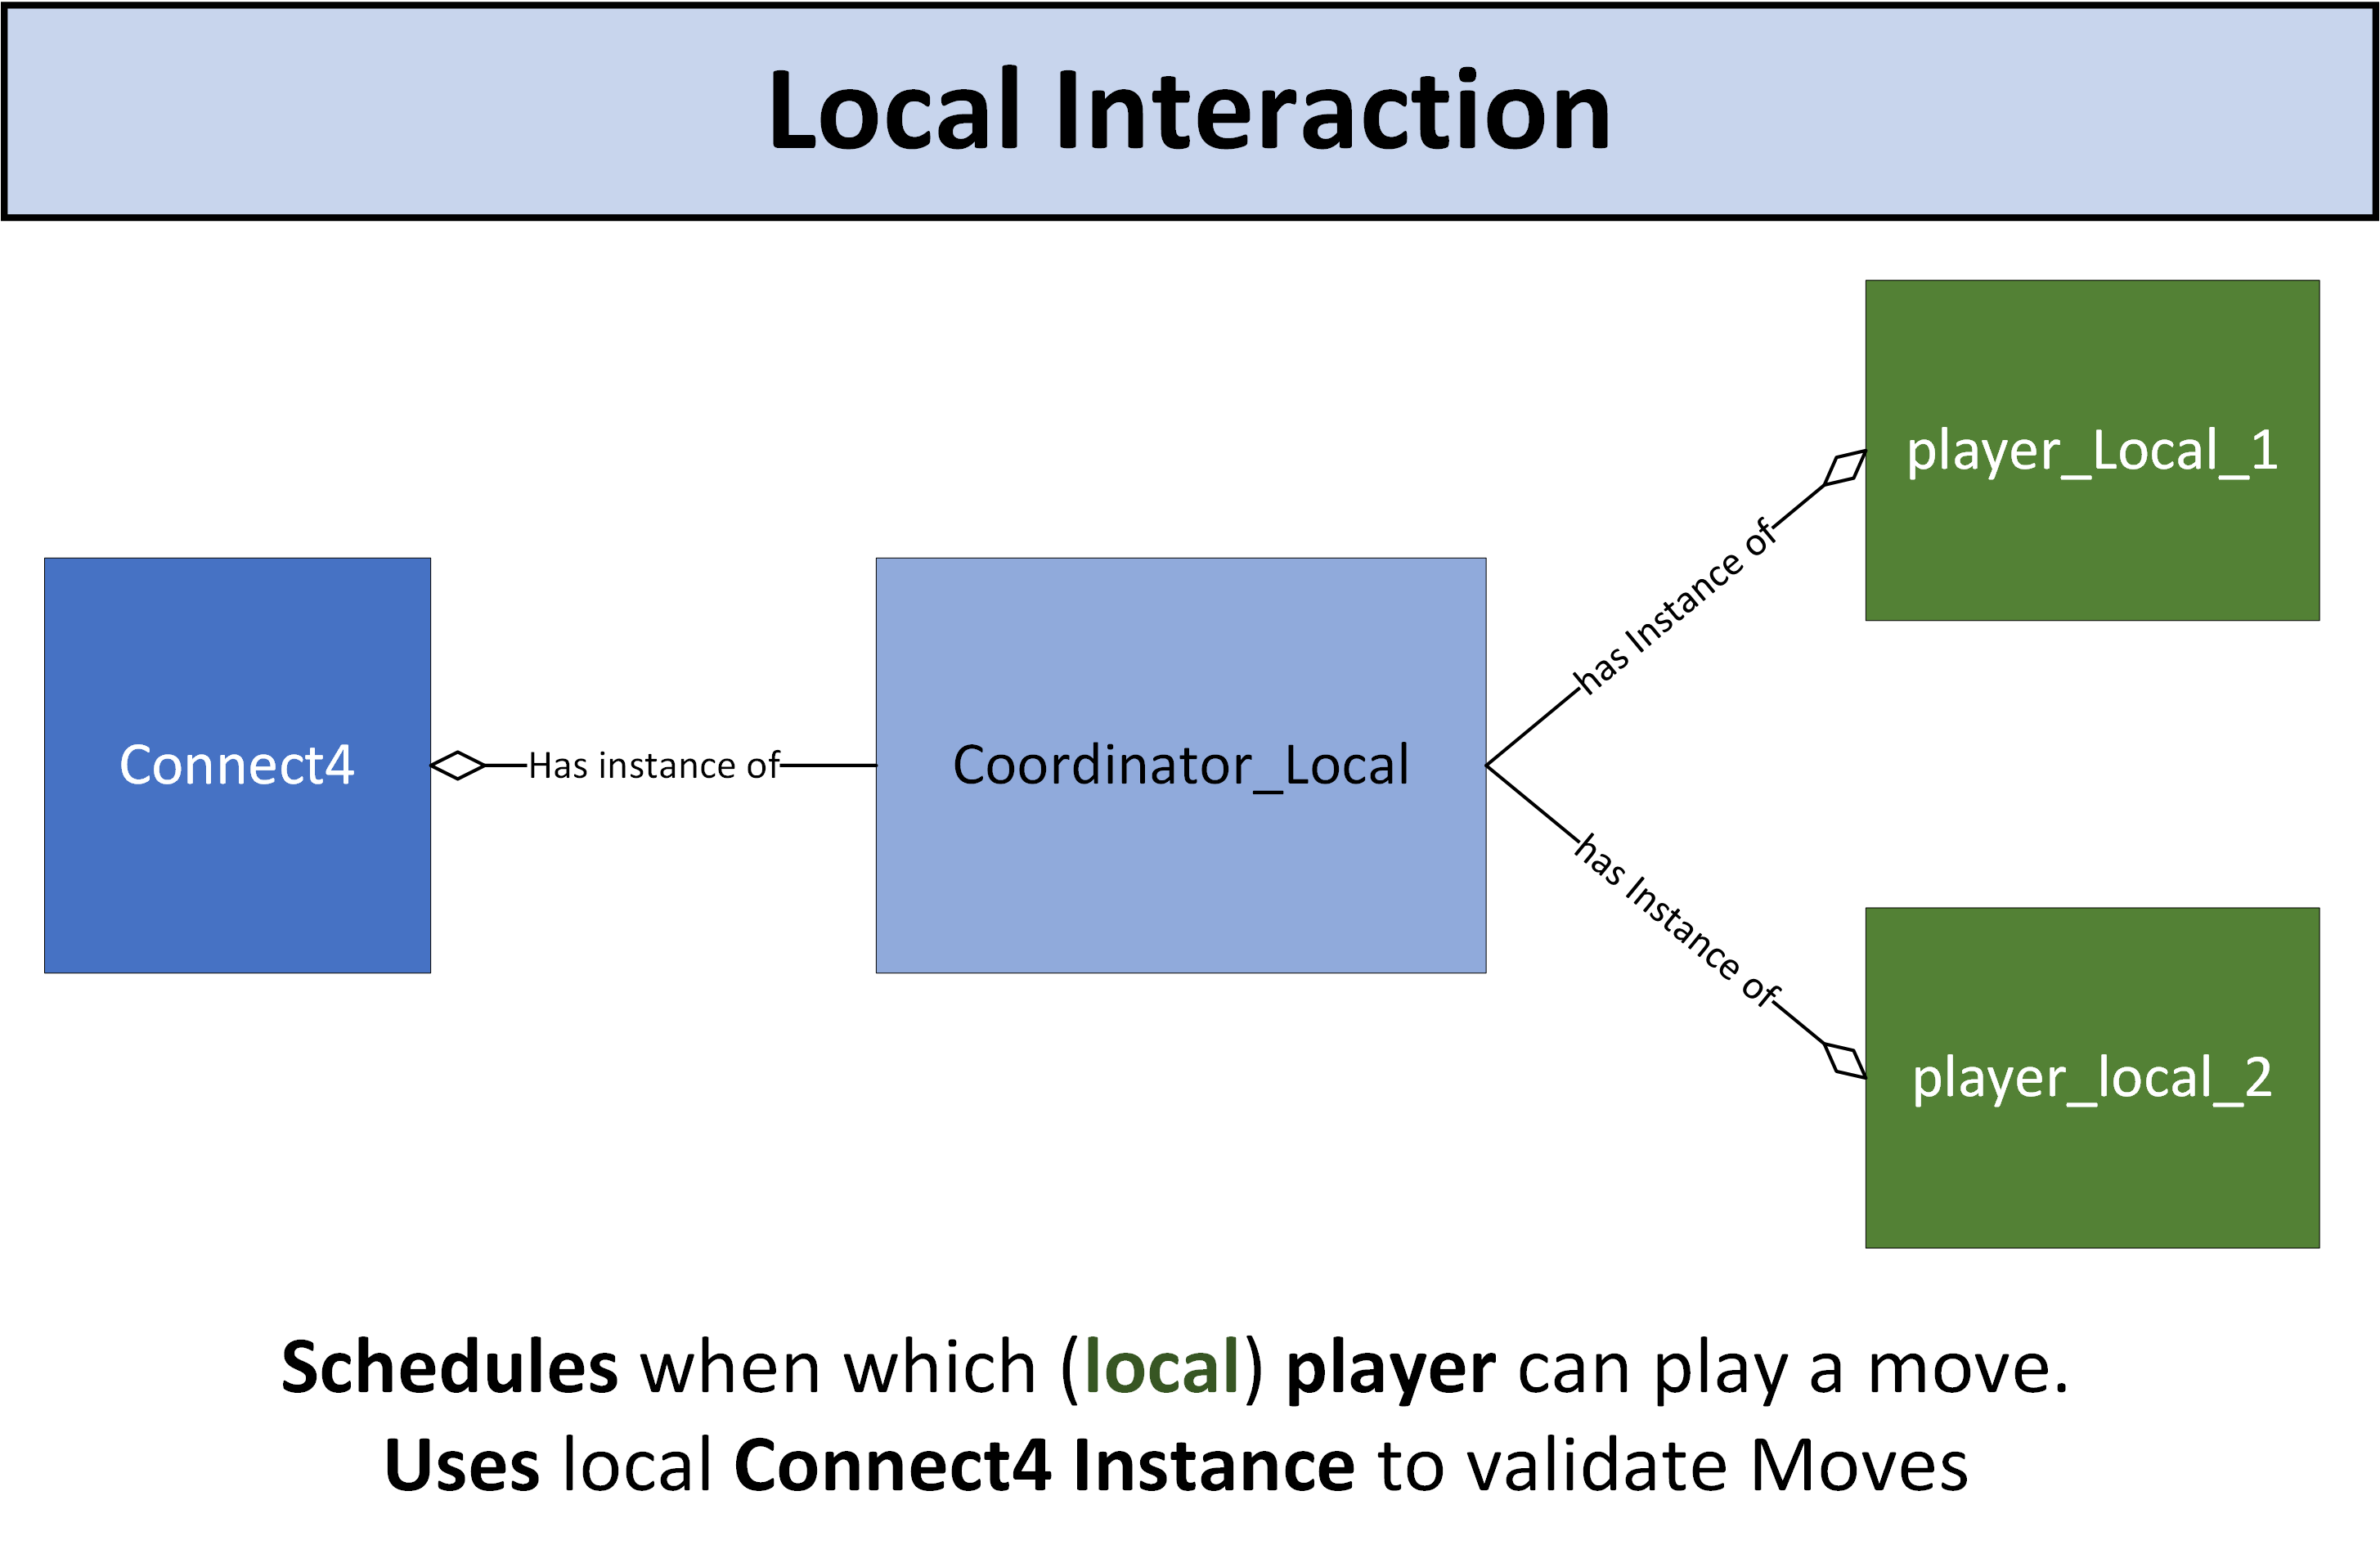 Local Interaction
player_Local_1
has Instance of
Connect4
Has instance of
Coordinator_Local
has Instance of
player_local_2
Schedules when which (local) player can play a move.
Uses local Connect4 Instance to validate Moves